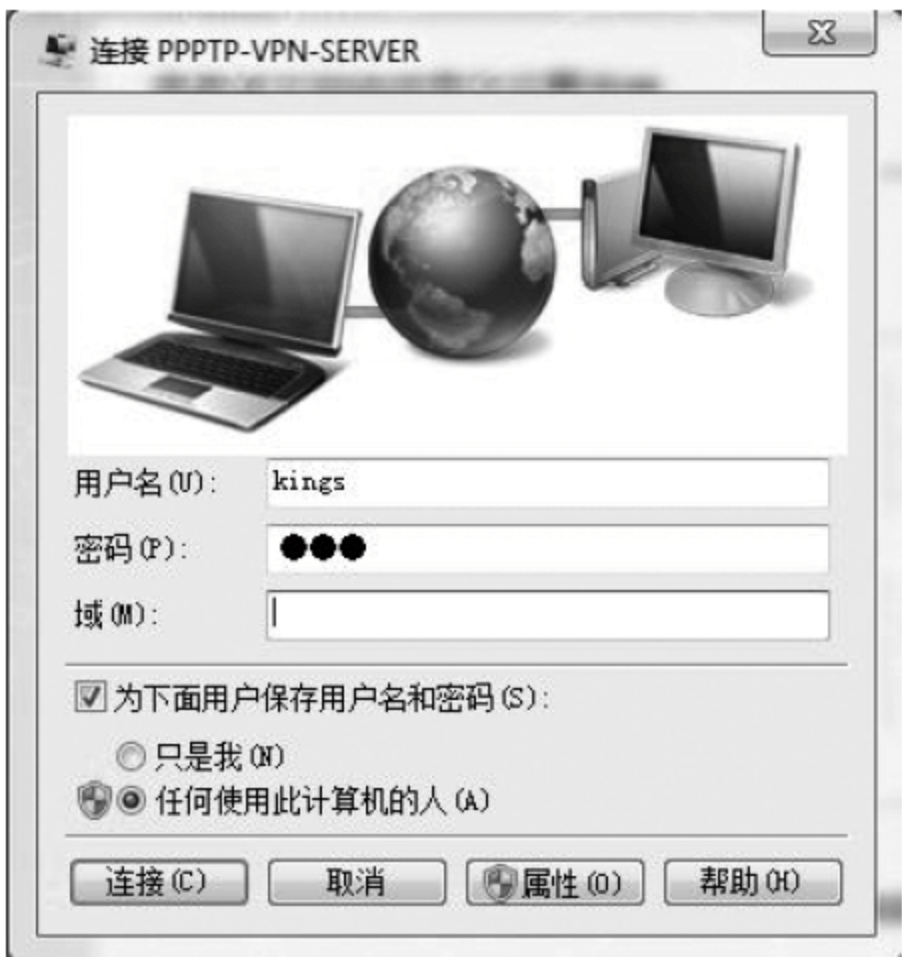 连接 PPPTP-VPN-SERVER
用户名(U): kings
密码(P): ●●●
域(M):
为下面用户保存用户名和密码(S):
只是我(N)
任何使用此计算机的人(A)
连接(C) 取消 属性(O) 帮助(H)